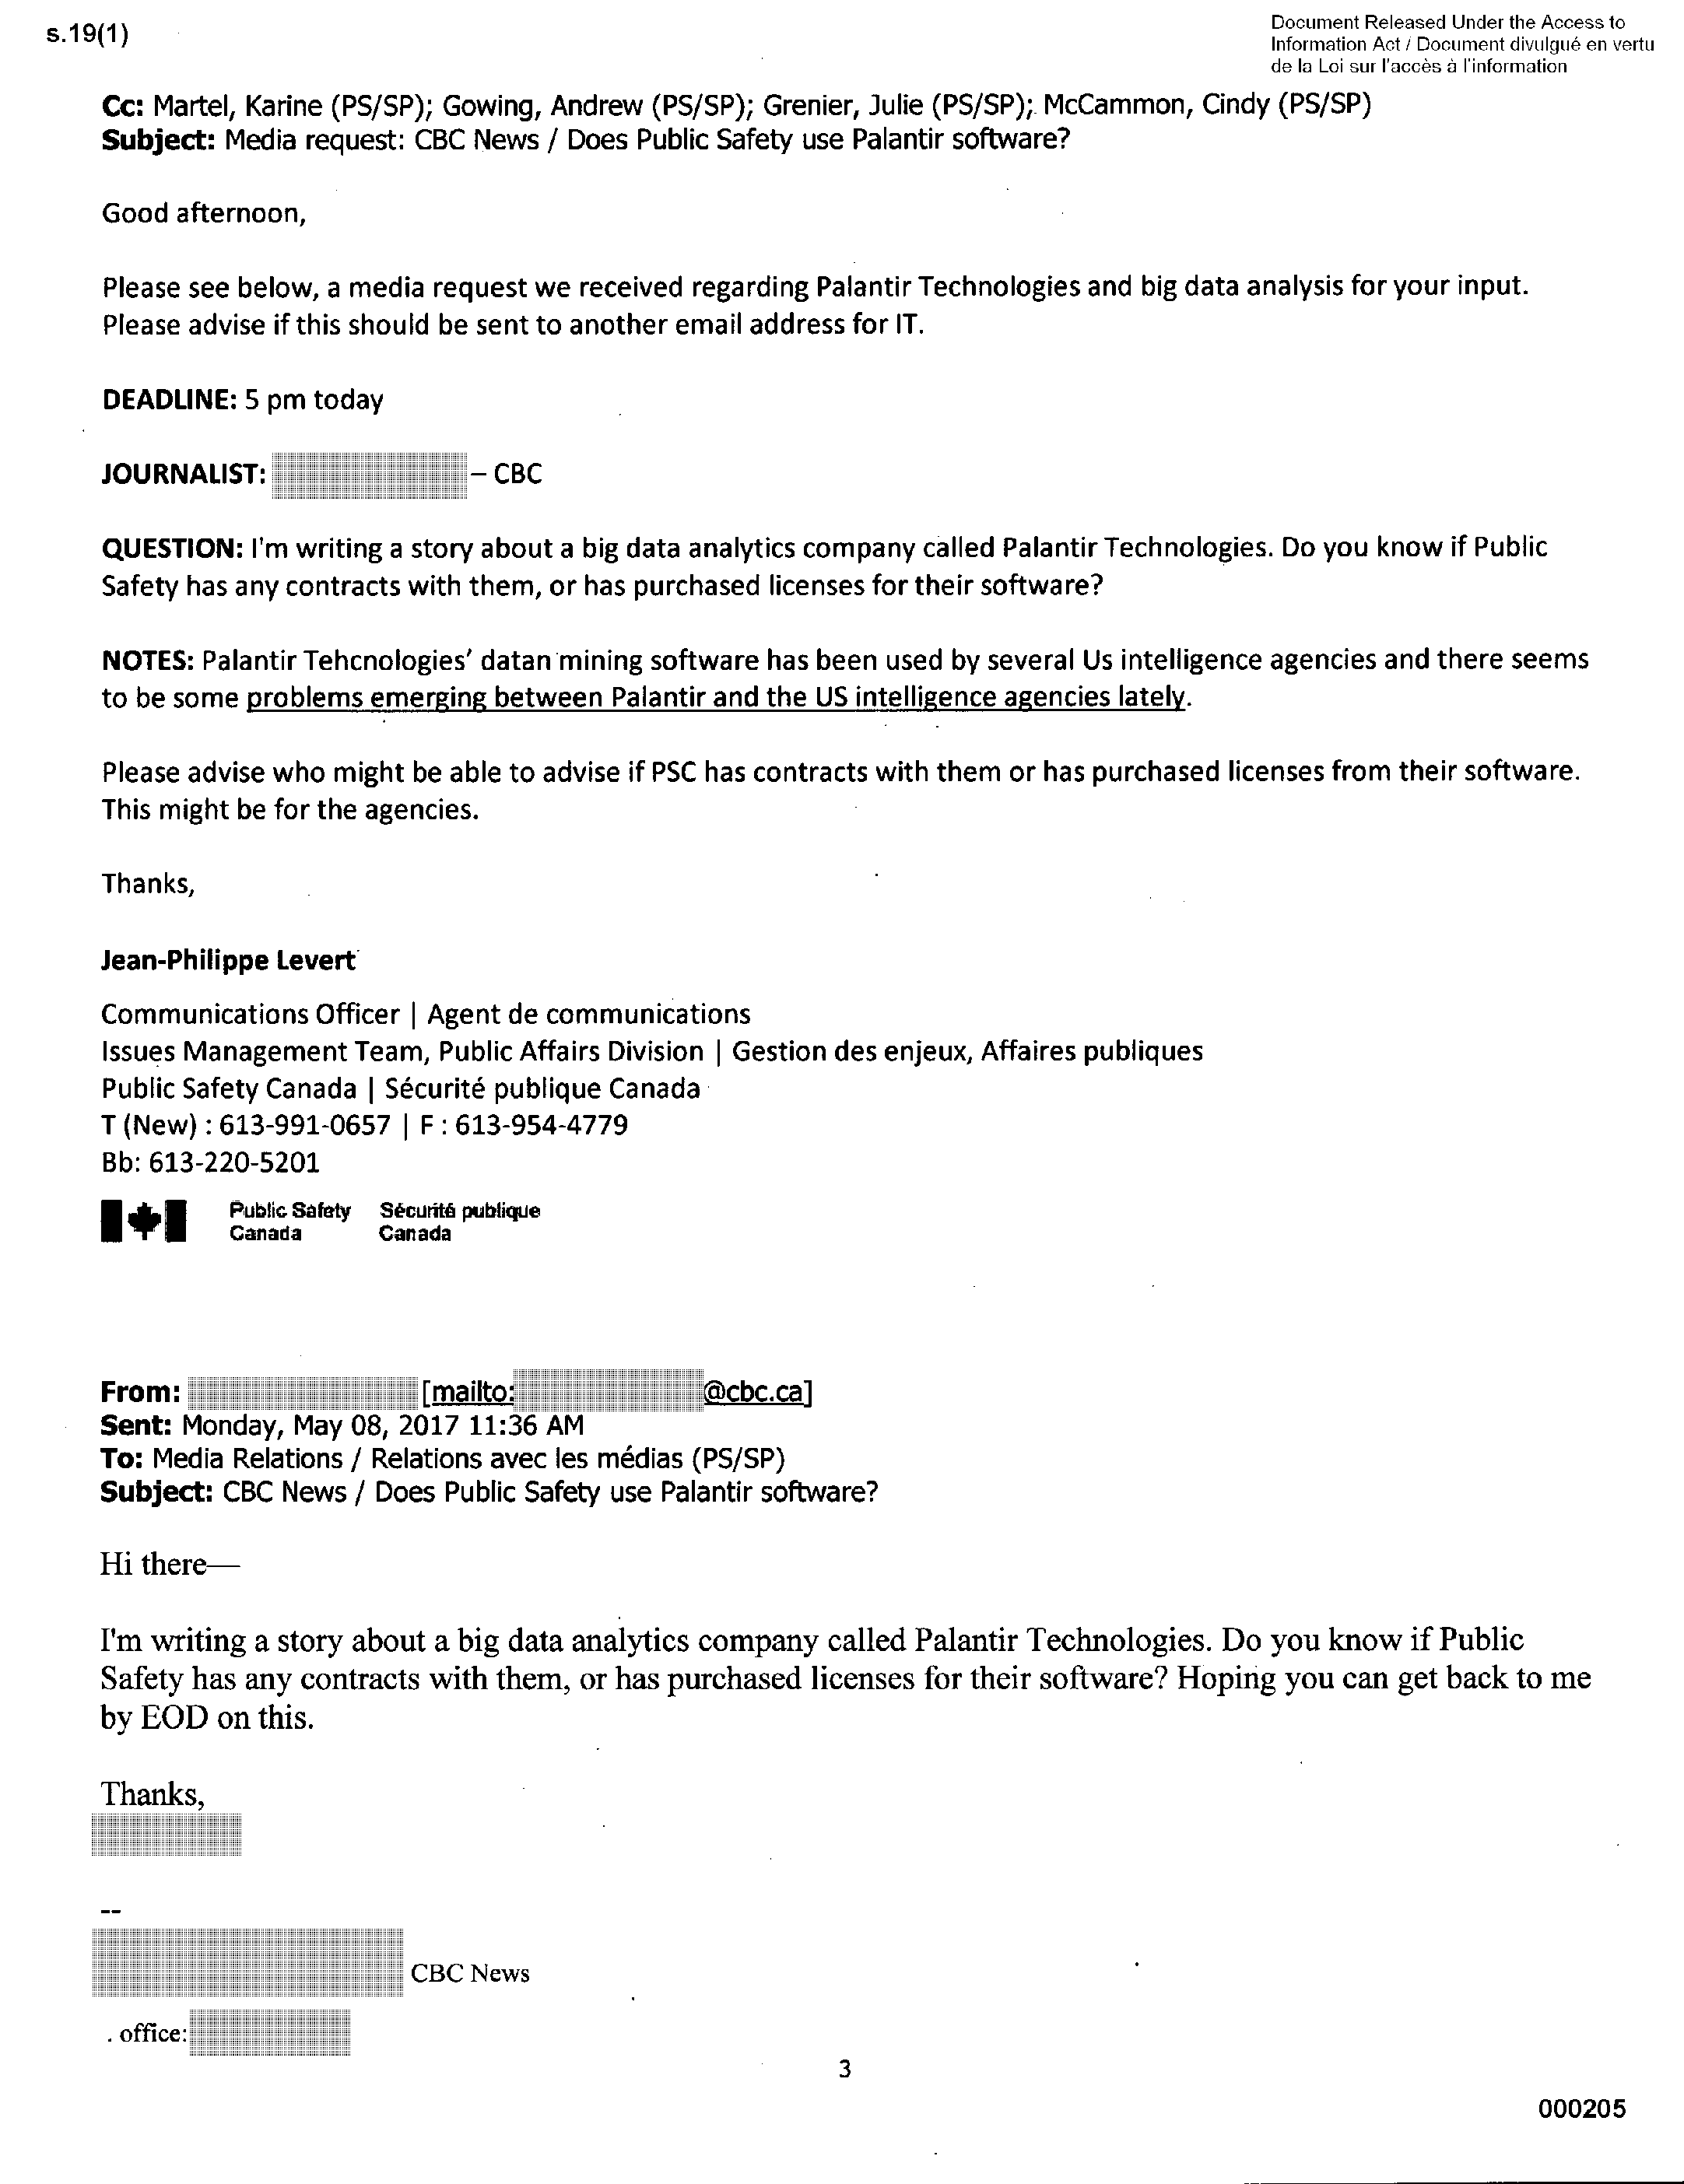 s.19(1)
Document Released Under the Access to
Information Act / Document divulgué en vertu
de la Loi sur l'accès à l'information
Cc: Martel, Karine (PS/SP); Gowing, Andrew (PS/SP); Grenier, Julie (PS/SP); McCammon, Cindy (PS/SP)
Subject: Media request: CBC News / Does Public Safety use Palantir software?
Good afternoon,
Please see below, a media request we received regarding Palantir Technologies and big data analysis for your input.
Please advise if this should be sent to another email address for IT.
DEADLINE: 5 pm today
JOURNALIST: – CBC
QUESTION: I'm writing a story about a big data analytics company called Palantir Technologies. Do you know if Public
Safety has any contracts with them, or has purchased licenses for their software?
NOTES: Palantir Tehcnologies' datan mining software has been used by several Us intelligence agencies and there seems
to be some problems emerging between Palantir and the US intelligence agencies lately.
Please advise who might be able to advise if PSC has contracts with them or has purchased licenses from their software.
This might be for the agencies.
Thanks,
Jean-Philippe Levert
Communications Officer | Agent de communications
Issues Management Team, Public Affairs Division | Gestion des enjeux, Affaires publiques
Public Safety Canada | Sécurité publique Canada
T (New) : 613-991-0657 | F : 613-954-4779
Bb: 613-220-5201
Public Safety Sécurité publique
Canada Canada
From: [mailto: @cbc.ca]
Sent: Monday, May 08, 2017 11:36 AM
To: Media Relations / Relations avec les médias (PS/SP)
Subject: CBC News / Does Public Safety use Palantir software?
Hi there—
I'm writing a story about a big data analytics company called Palantir Technologies. Do you know if Public
Safety has any contracts with them, or has purchased licenses for their software? Hoping you can get back to me
by EOD on this.
Thanks,
--
CBC News
. office:
3
000205